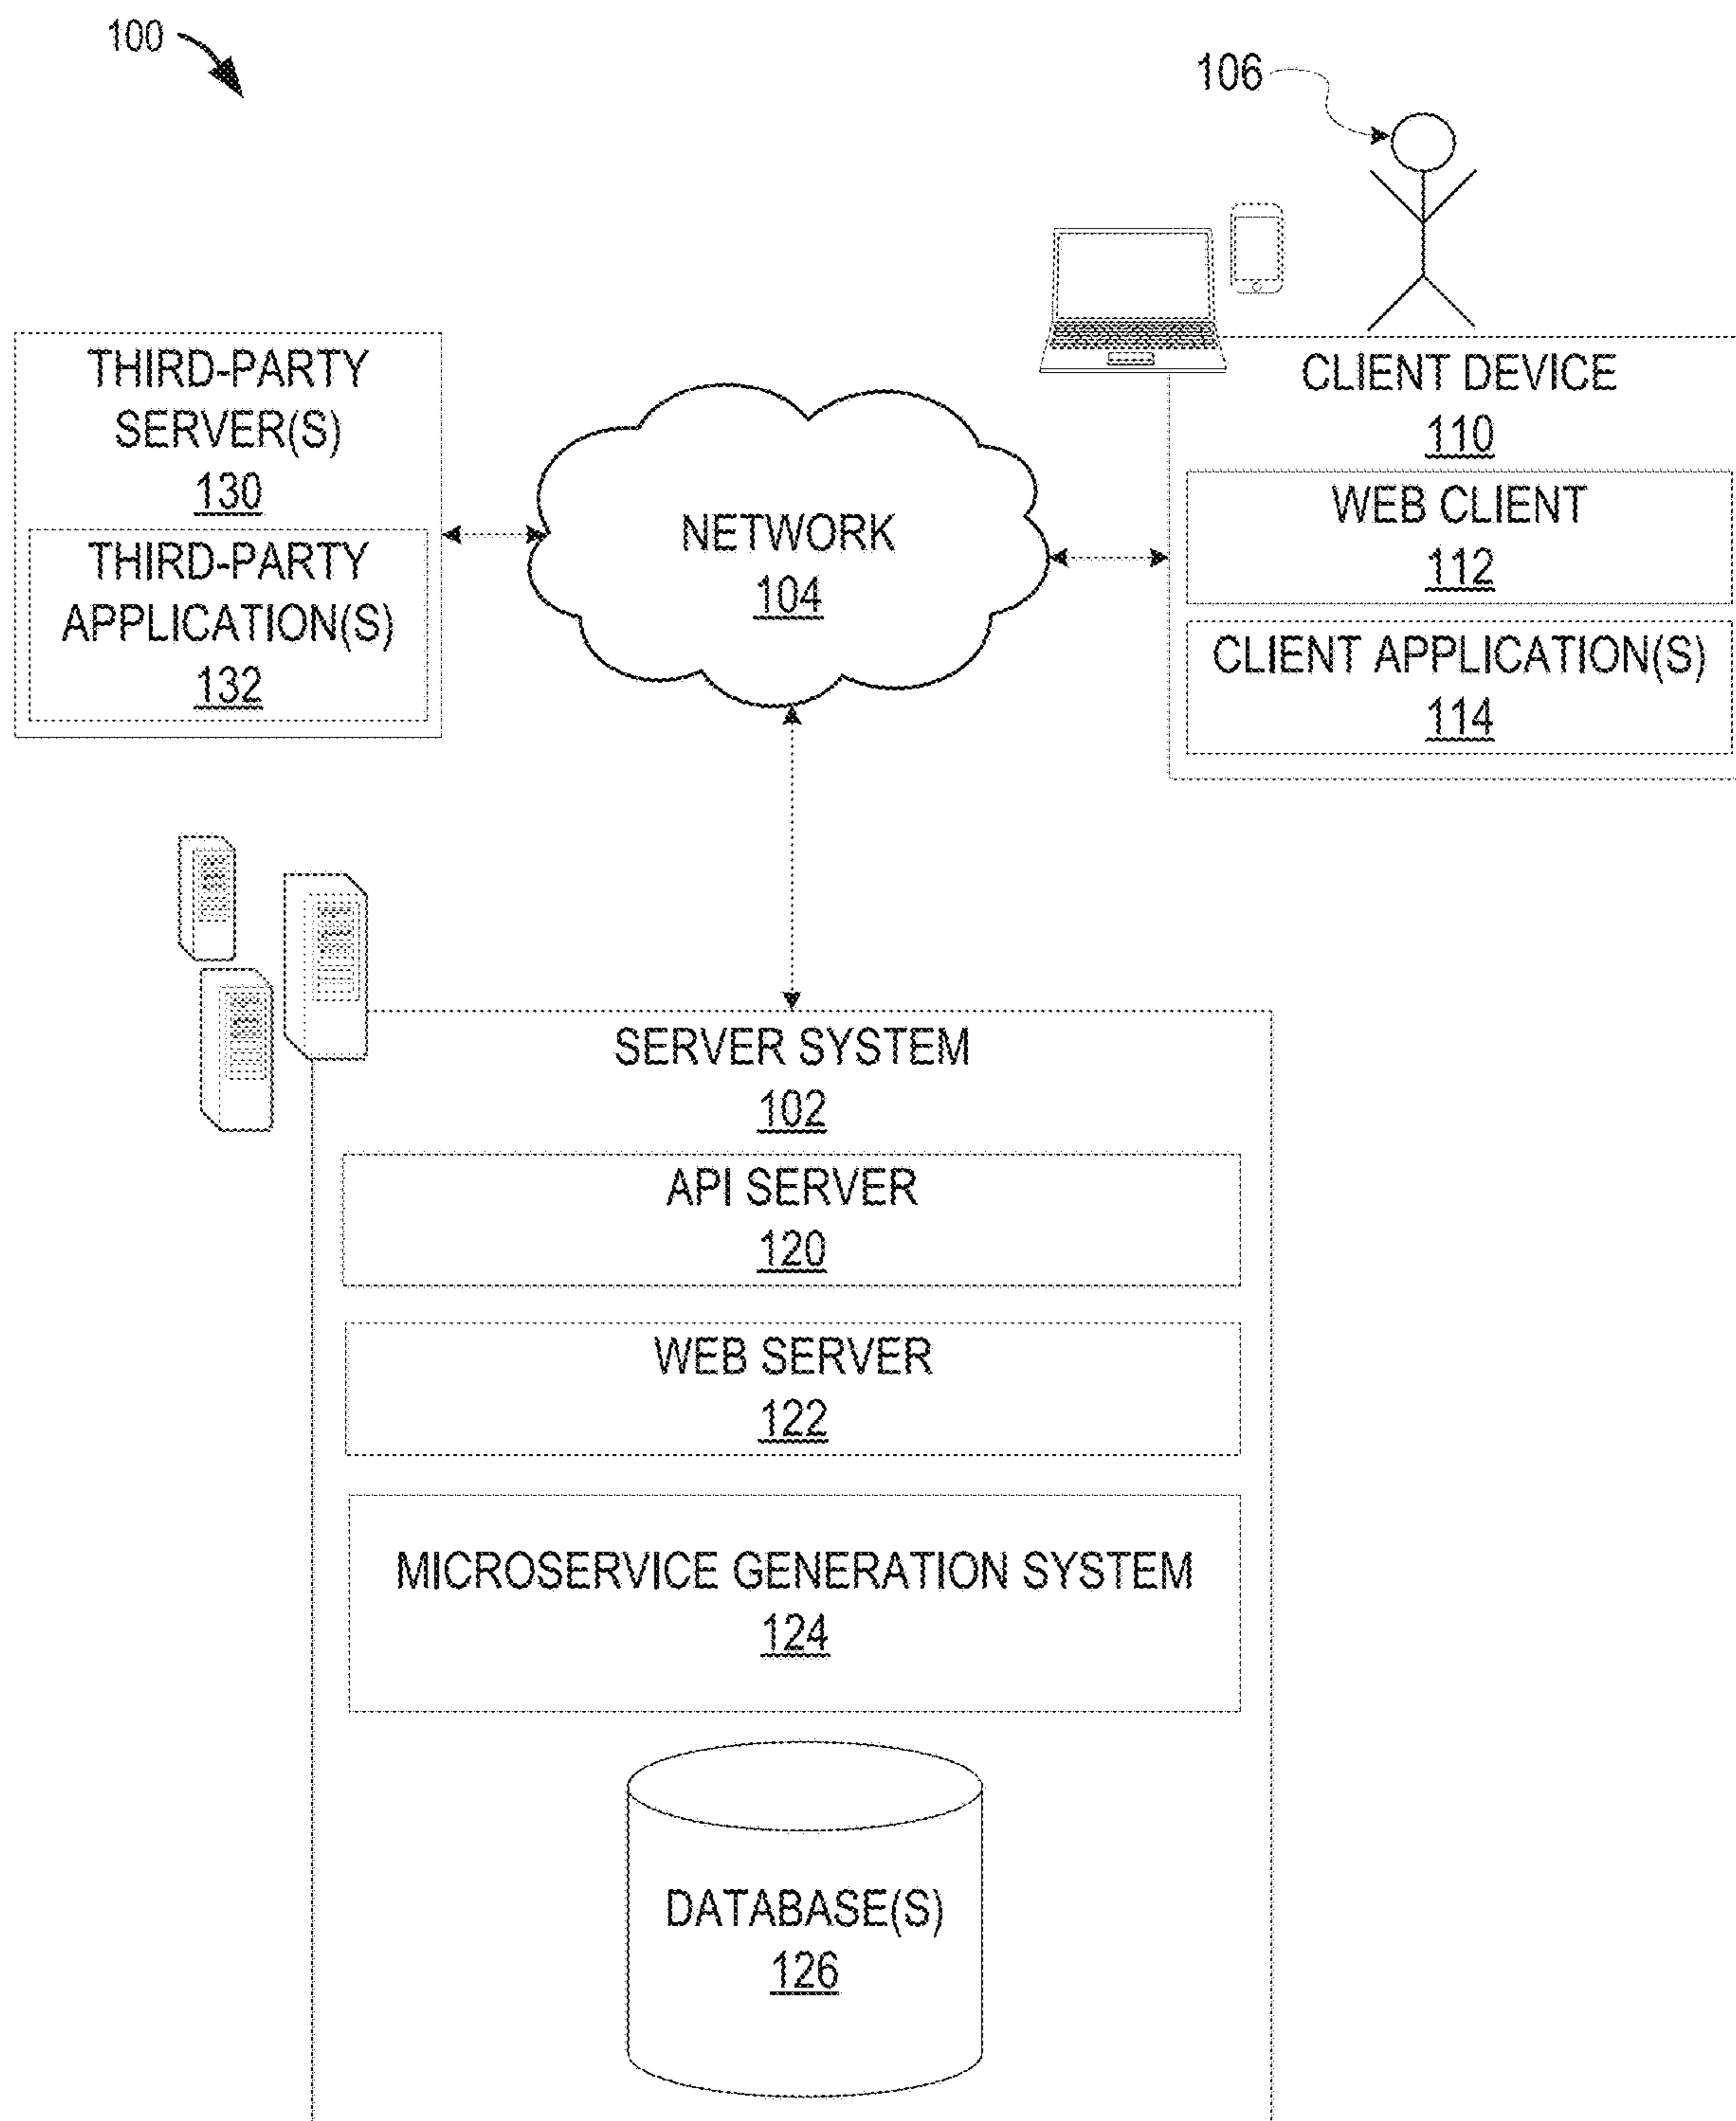 100
106
THIRD-PARTY
SERVER(S)
130
THIRD-PARTY
APPLICATION(S)
132
NETWORK
104
CLIENT DEVICE
110
WEB CLIENT
112
CLIENT APPLICATION(S)
114
SERVER SYSTEM
102
API SERVER
120
WEB SERVER
122
MICROSERVICE GENERATION SYSTEM
124
DATABASE(S)
126